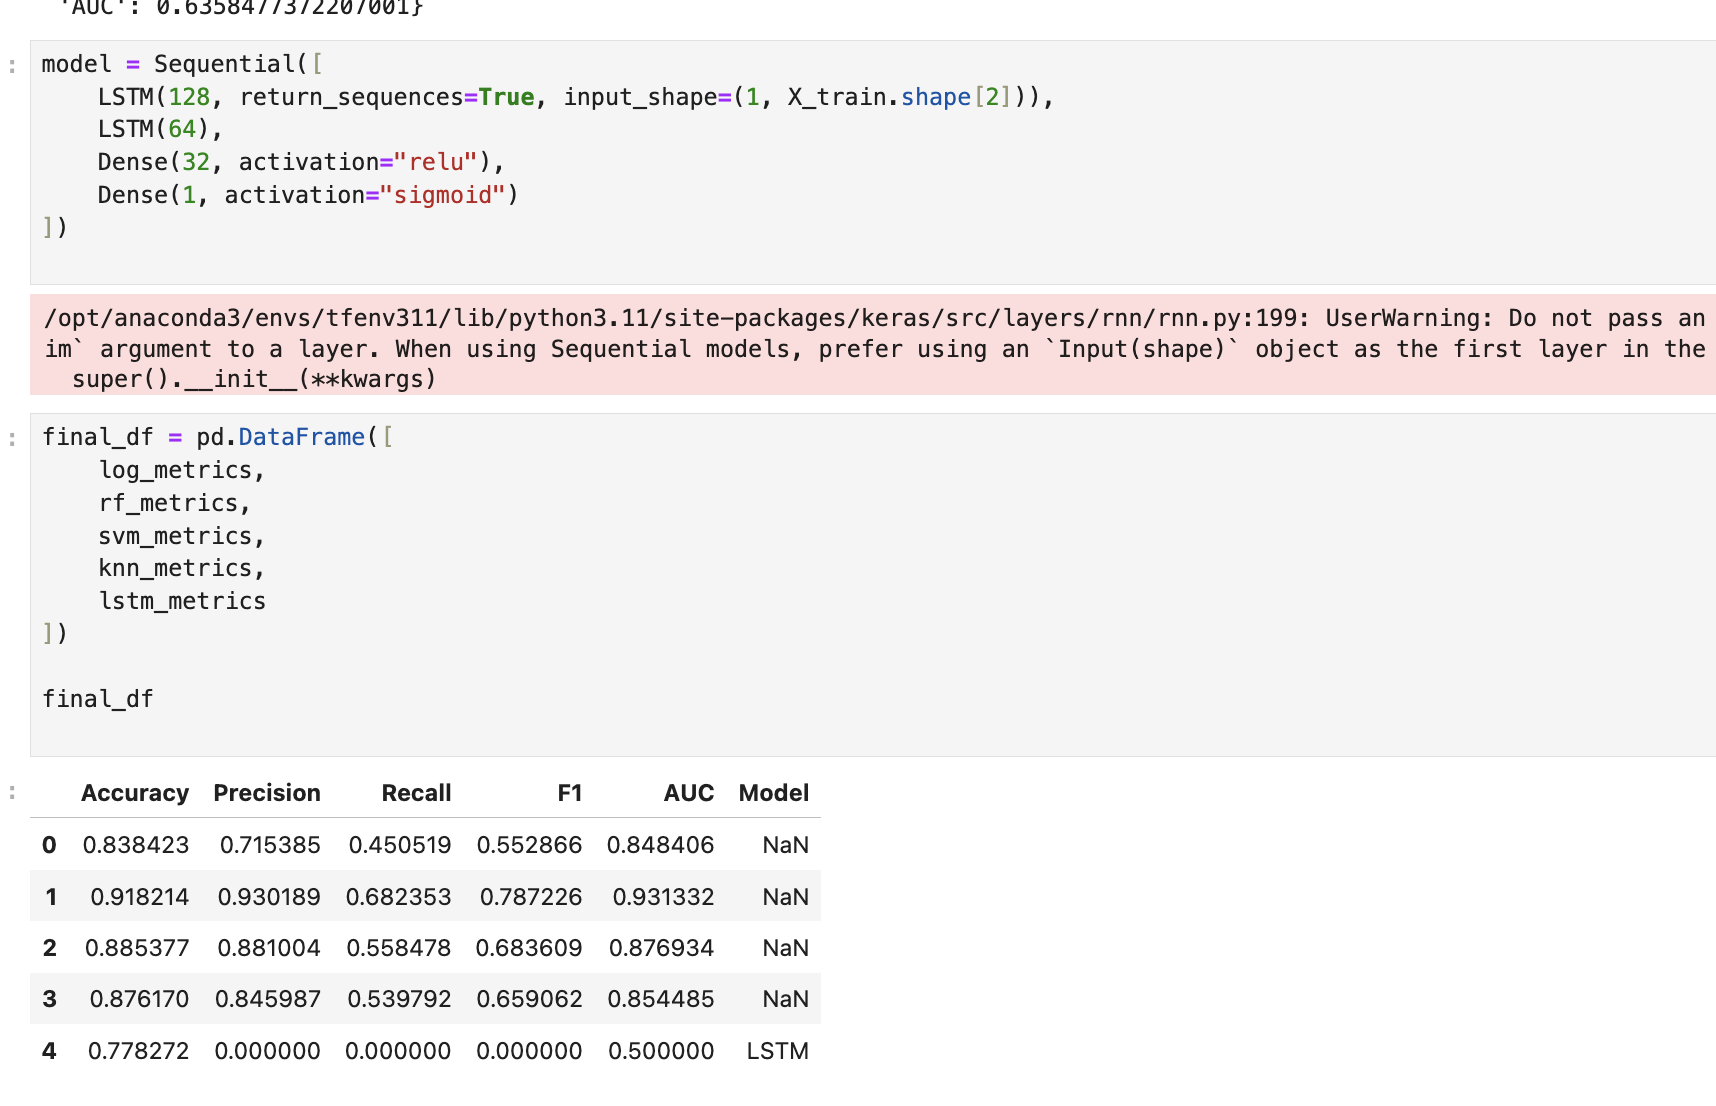 'AUC': 0.6358477372207001}
:
model = Sequential([
    LSTM(128, return_sequences=True, input_shape=(1, X_train.shape[2])),
    LSTM(64),
    Dense(32, activation="relu"),
    Dense(1, activation="sigmoid")
])
/opt/anaconda3/envs/tfenv311/lib/python3.11/site-packages/keras/src/layers/rnn/rnn.py:199: UserWarning: Do not pass an
im` argument to a layer. When using Sequential models, prefer using an `Input(shape)` object as the first layer in the
  super().__init__(**kwargs)
:
final_df = pd.DataFrame([
    log_metrics,
    rf_metrics,
    svm_metrics,
    knn_metrics,
    lstm_metrics
])
final_df
:
Accuracy Precision Recall F1 AUC Model
0 0.838423 0.715385 0.450519 0.552866 0.848406 NaN
1 0.918214 0.930189 0.682353 0.787226 0.931332 NaN
2 0.885377 0.881004 0.558478 0.683609 0.876934 NaN
3 0.876170 0.845987 0.539792 0.659062 0.854485 NaN
4 0.778272 0.000000 0.000000 0.000000 0.500000 LSTM